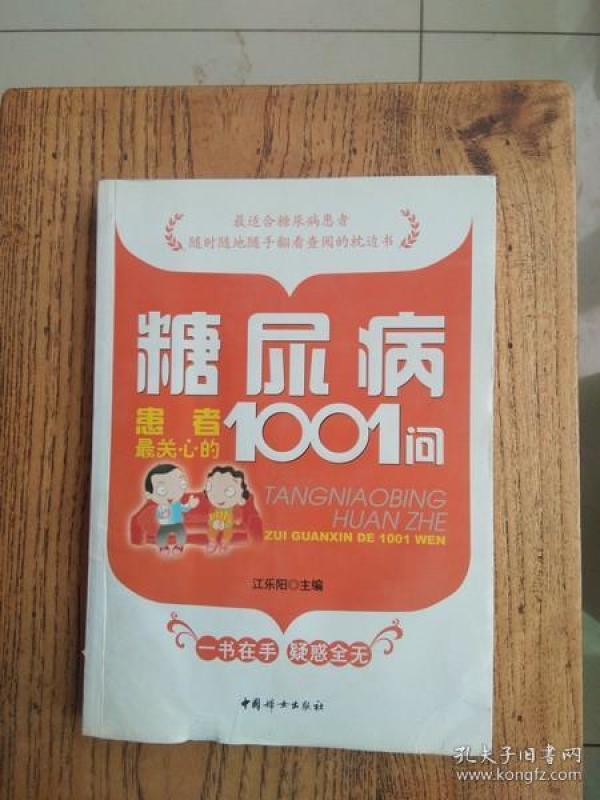 最适合糖尿病患者
随时随地随手翻看查阅的枕边书
糖尿病
患者
最关心的
1001问
TANGNIAOBING
HUAN ZHE
ZUI GUANXIN DE 1001 WEN
江乐阳◎主编
一书在手 疑惑全无
中国妇女出版社
孔夫子旧书网
www.kongfz.com